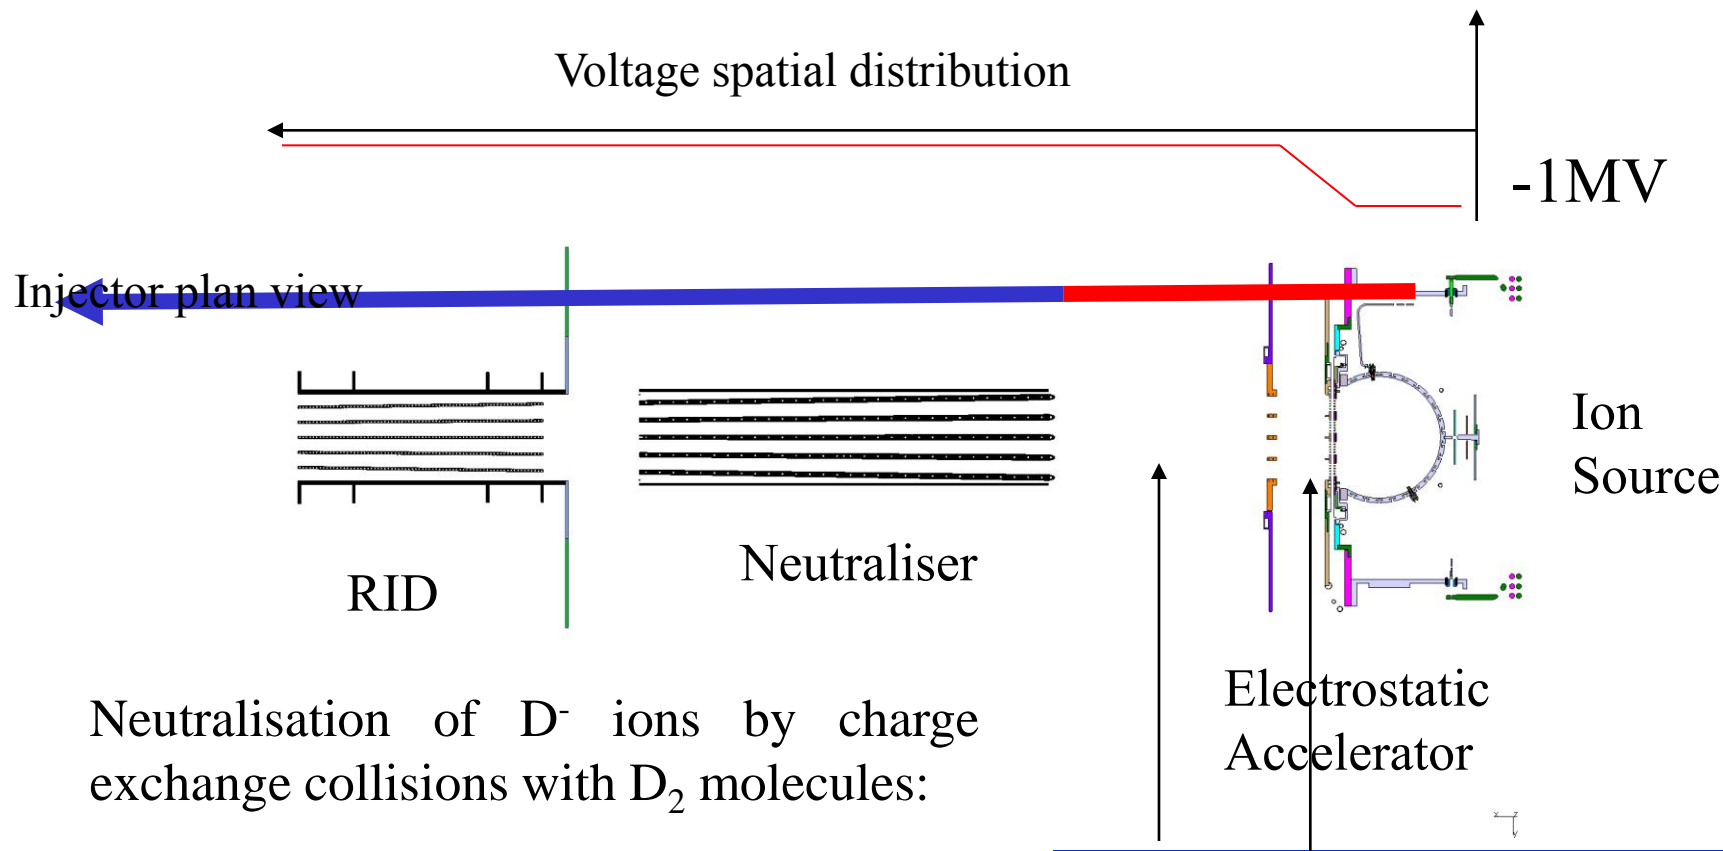 Voltage spatial distribution
-1MV
Injector plan view
Ion
Source
Neutraliser
RID
Electrostatic
Accelerator
Neutralisation of D- ions by charge
exchange collisions with D2 molecules:
x z
y